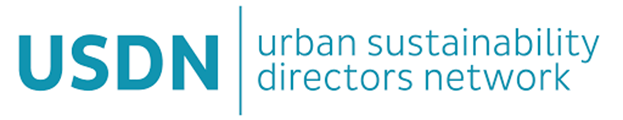 USDN
urban sustainability
directors network